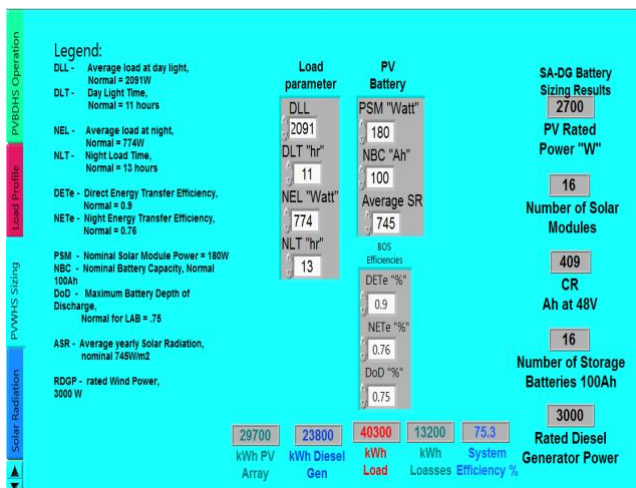 PVBDHS Operation
Load Profile
PVWHS Sizing
Solar Radiation
Legend:
DLL - Average load at day light,
Normal = 2091W
DLT - Day Light Time,
Normal = 11 hours
NEL - Average load at night,
Normal = 774W
NLT - Night Load Time,
Normal = 13 hours
DETe - Direct Energy Transfer Efficiency,
Normal = 0.9
NETe - Night Energy Transfer Efficiency,
Normal = 0.76
PSM - Nominal Solar Module Power = 180W
NBC - Nominal Battery Capacity, Normal
100Ah
DoD - Maximum Battery Depth of
Discharge,
Normal for LAB = .75
ASR - Average yearly Solar Radiation,
nominal 745W/m2
RDGP - rated Wind Power,
3000 W
Load
parameter
DLL
2091
DLT "hr"
11
NEL "Watt"
774
NLT "hr"
13
PV
Battery
PSM "Watt"
180
NBC "Ah"
100
Average SR
745
BOS
Efficiencies
DETe "%"
0.9
NETe "%"
0.76
DoD "%"
0.75
SA-DG Battery
Sizing Results
2700
PV Rated
Power "W"
16
Number of Solar
Modules
409
CR
Ah at 48V
16
Number of Storage
Batteries 100Ah
3000
Rated Diesel
Generator Power
29700
kWh PV
Array
23800
kWh Diesel
Gen
40300
kWh
Load
13200
kWh
Loasses
75.3
System
Efficiency %